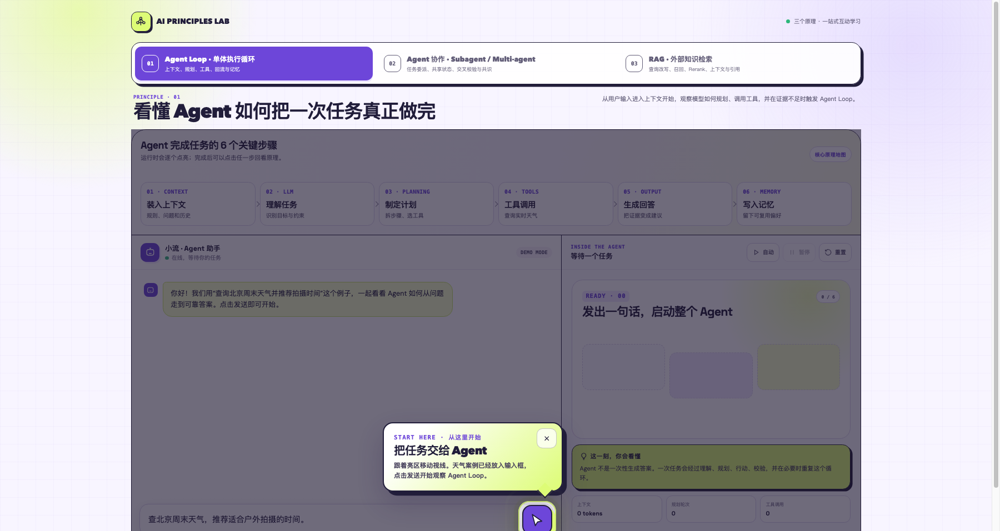 AI PRINCIPLES LAB
三个原理 · 一站式互动学习
01
Agent Loop • 单体执行循环
上下文、规划、工具、回流与记忆
02
Agent 协作 • Subagent / Multi-agent
任务委派、共享状态、交叉校验与共识
03
RAG • 外部知识检索
查询改写、召回、Rerank、上下文与引用
PRINCIPLE · 01
看懂 Agent 如何把一次任务真正做完
从用户输入进入上下文开始，观察模型如何规划、调用工具，并在证据不足时触发 Agent Loop。
Agent 完成任务的 6 个关键步骤
运行时会逐个点亮；完成后可以点击任一步回看原理。
核心原理地图
01 · CONTEXT
装入上下文
规则、问题和历史
02 · LLM
理解任务
识别目标与约束
03 · PLANNING
制定计划
拆步骤、选工具
04 · TOOLS
工具调用
查询实时天气
05 · OUTPUT
生成回答
把证据变成建议
06 · MEMORY
写入记忆
留下可复用偏好
小流 · Agent 助手
在线，等待你的任务
DEMO MODE
你好！我们用“查询北京周末天气并推荐拍摄时间”这个例子，一起看看 Agent 如何从问题
走到可靠答案。点击发送即可开始。
START HERE · 从这里开始
把任务交给 Agent
跟着亮区移动视线。天气案例已经放入输入框，
点击发送开始观察 Agent Loop。
查北京周末天气，推荐适合户外拍摄的时间。
INSIDE THE AGENT
等待一个任务
自动
暂停
重置
READY · 00
0 / 6
发出一句话，启动整个 Agent
这一刻，你会看懂
Agent 不是一次性生成答案。一次任务会经过理解、规划、行动、校验，并在必要时重复这个循
环。
上下文
0 tokens
规划轮次
0
工具调用
0